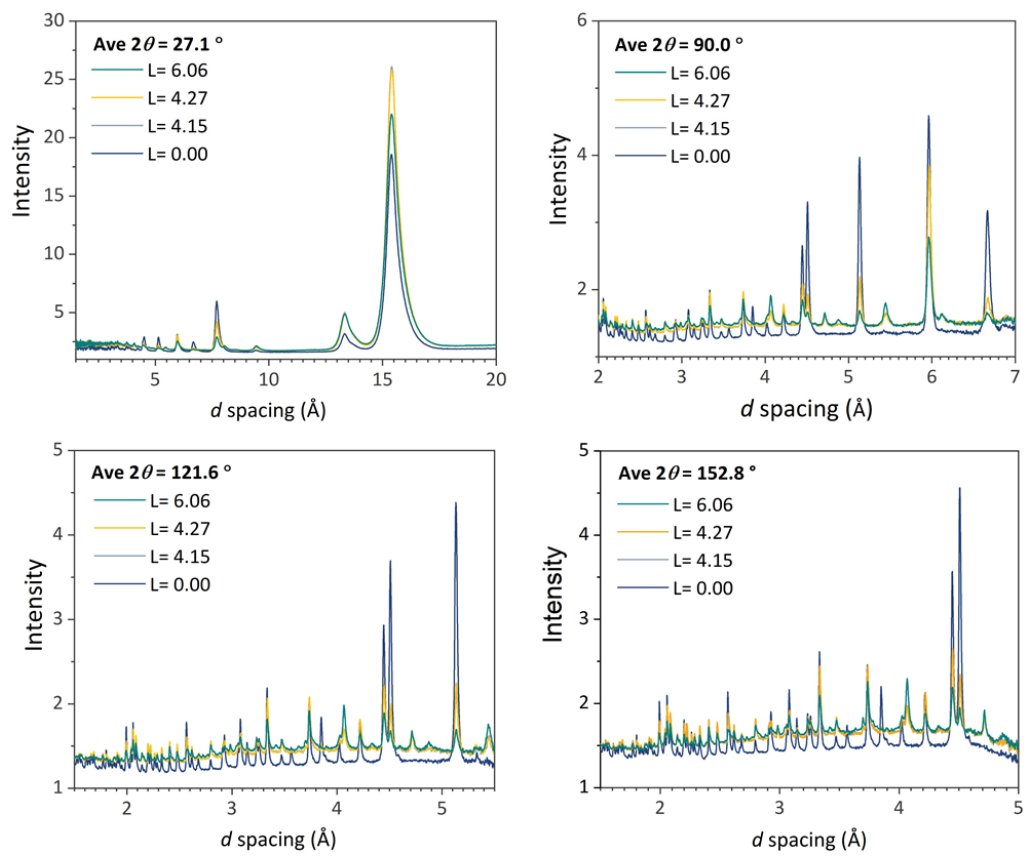 Ave 2θ = 27.1 °
L= 6.06
L= 4.27
L= 4.15
L= 0.00
Intensity
30
25
20
15
10
5
5 10 15 20
d spacing (Å)
Ave 2θ = 90.0 °
L= 6.06
L= 4.27
L= 4.15
L= 0.00
Intensity
6
4
2
2 3 4 5 6 7
d spacing (Å)
Ave 2θ = 121.6 °
L= 6.06
L= 4.27
L= 4.15
L= 0.00
Intensity
5
4
3
2
1
2 3 4 5
d spacing (Å)
Ave 2θ = 152.8 °
L= 6.06
L= 4.27
L= 4.15
L= 0.00
Intensity
5
4
3
2
1
2 3 4 5
d spacing (Å)